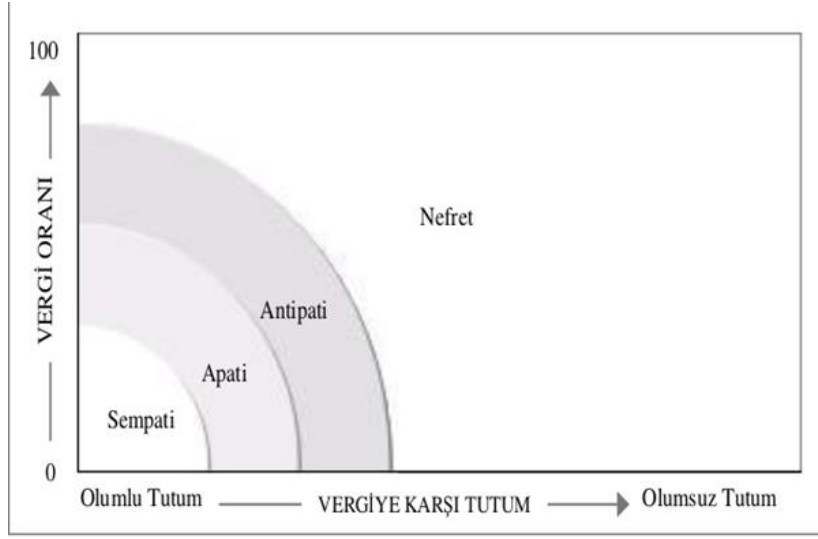 100
VERGİ ORANI
Nefret
Antipati
Apati
Sempati
0
Olumlu Tutum
VERGİYE KARŞI TUTUM
Olumsuz Tutum